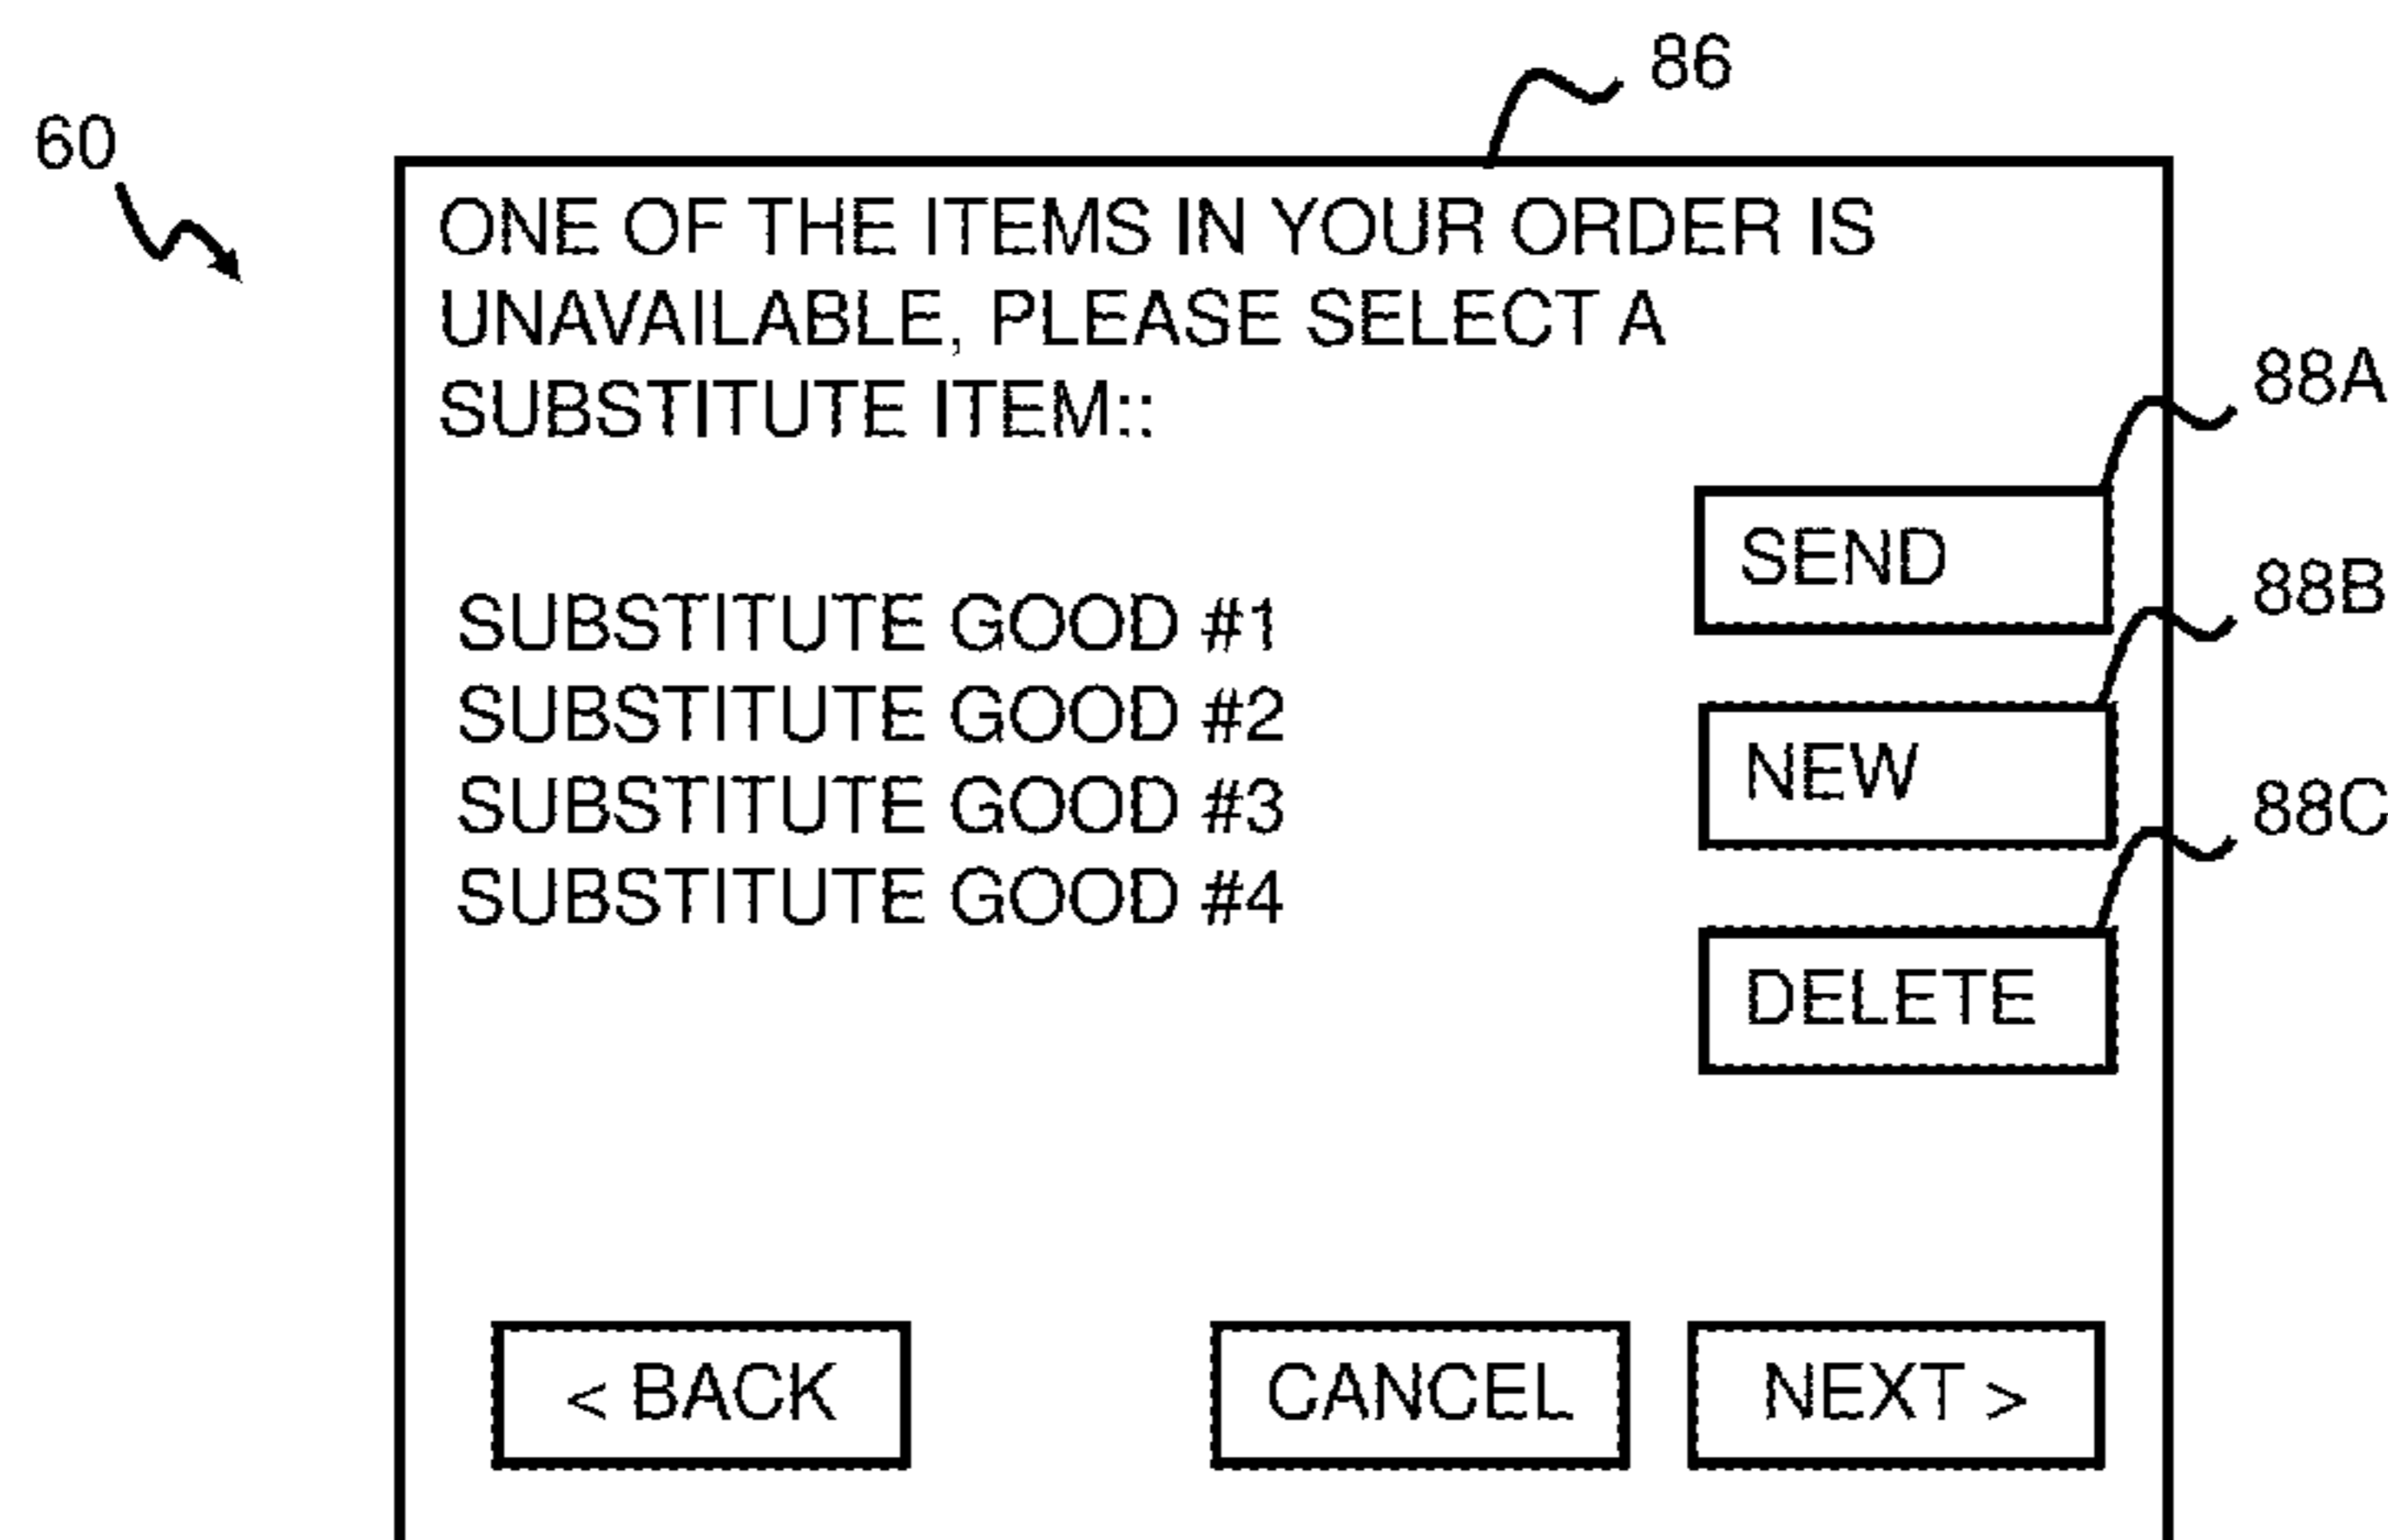 86
60
ONE OF THE ITEMS IN YOUR ORDER IS
UNAVAILABLE, PLEASE SELECT A
SUBSTITUTE ITEM::
88A
SEND
88B
SUBSTITUTE GOOD #1
SUBSTITUTE GOOD #2
NEW
SUBSTITUTE GOOD #3
88C
SUBSTITUTE GOOD #4
DELETE
< BACK
CANCEL
NEXT >